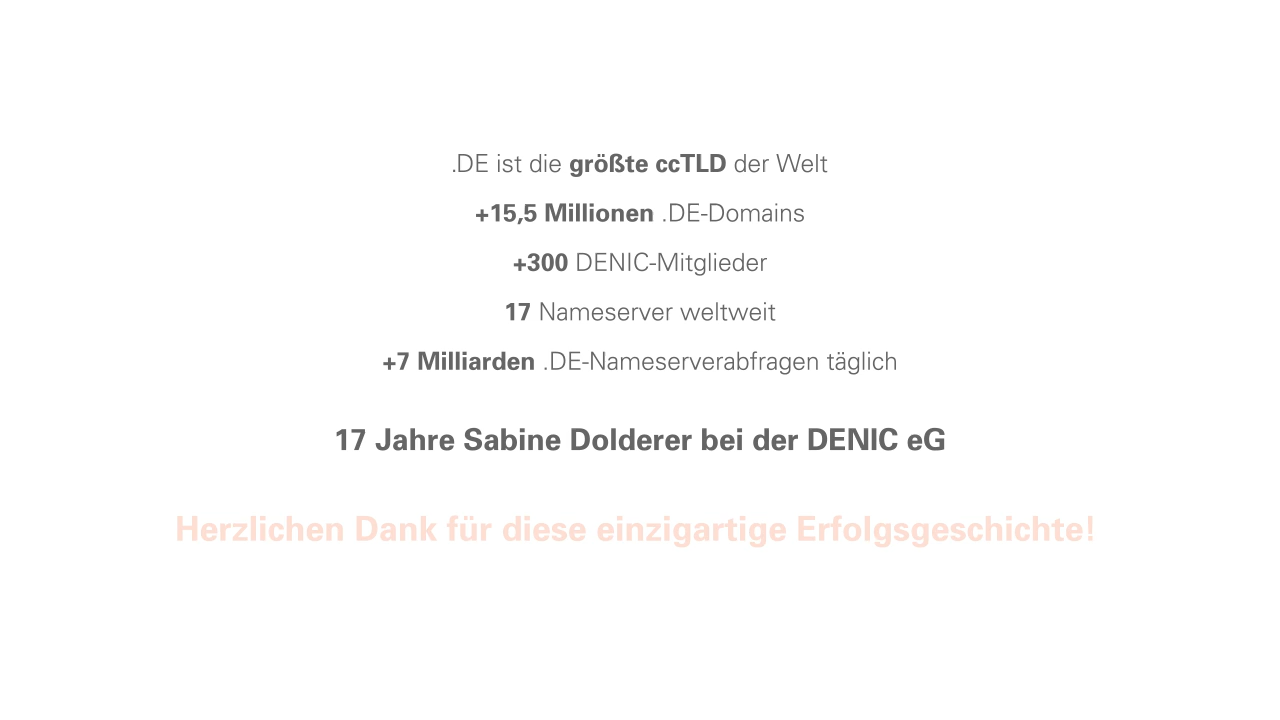 .DE ist die größte ccTLD der Welt
+15,5 Millionen .DE-Domains
+300 DENIC-Mitglieder
17 Nameserver weltweit
+7 Milliarden .DE-Nameserverabfragen täglich
17 Jahre Sabine Dolderer bei der DENIC eG
Herzlichen Dank für diese einzigartige Erfolgsgeschichte!